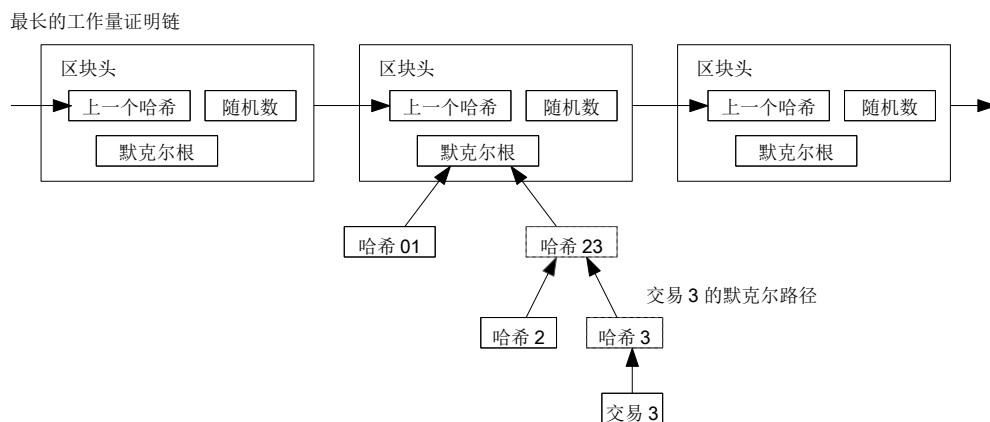 最长的工作量证明链
区块头
区块头
区块头
上一个哈希
随机数
上一个哈希
随机数
上一个哈希
随机数
默克尔根
默克尔根
默克尔根
哈希 01
哈希 23
交易 3 的默克尔路径
哈希 2
哈希 3
交易 3